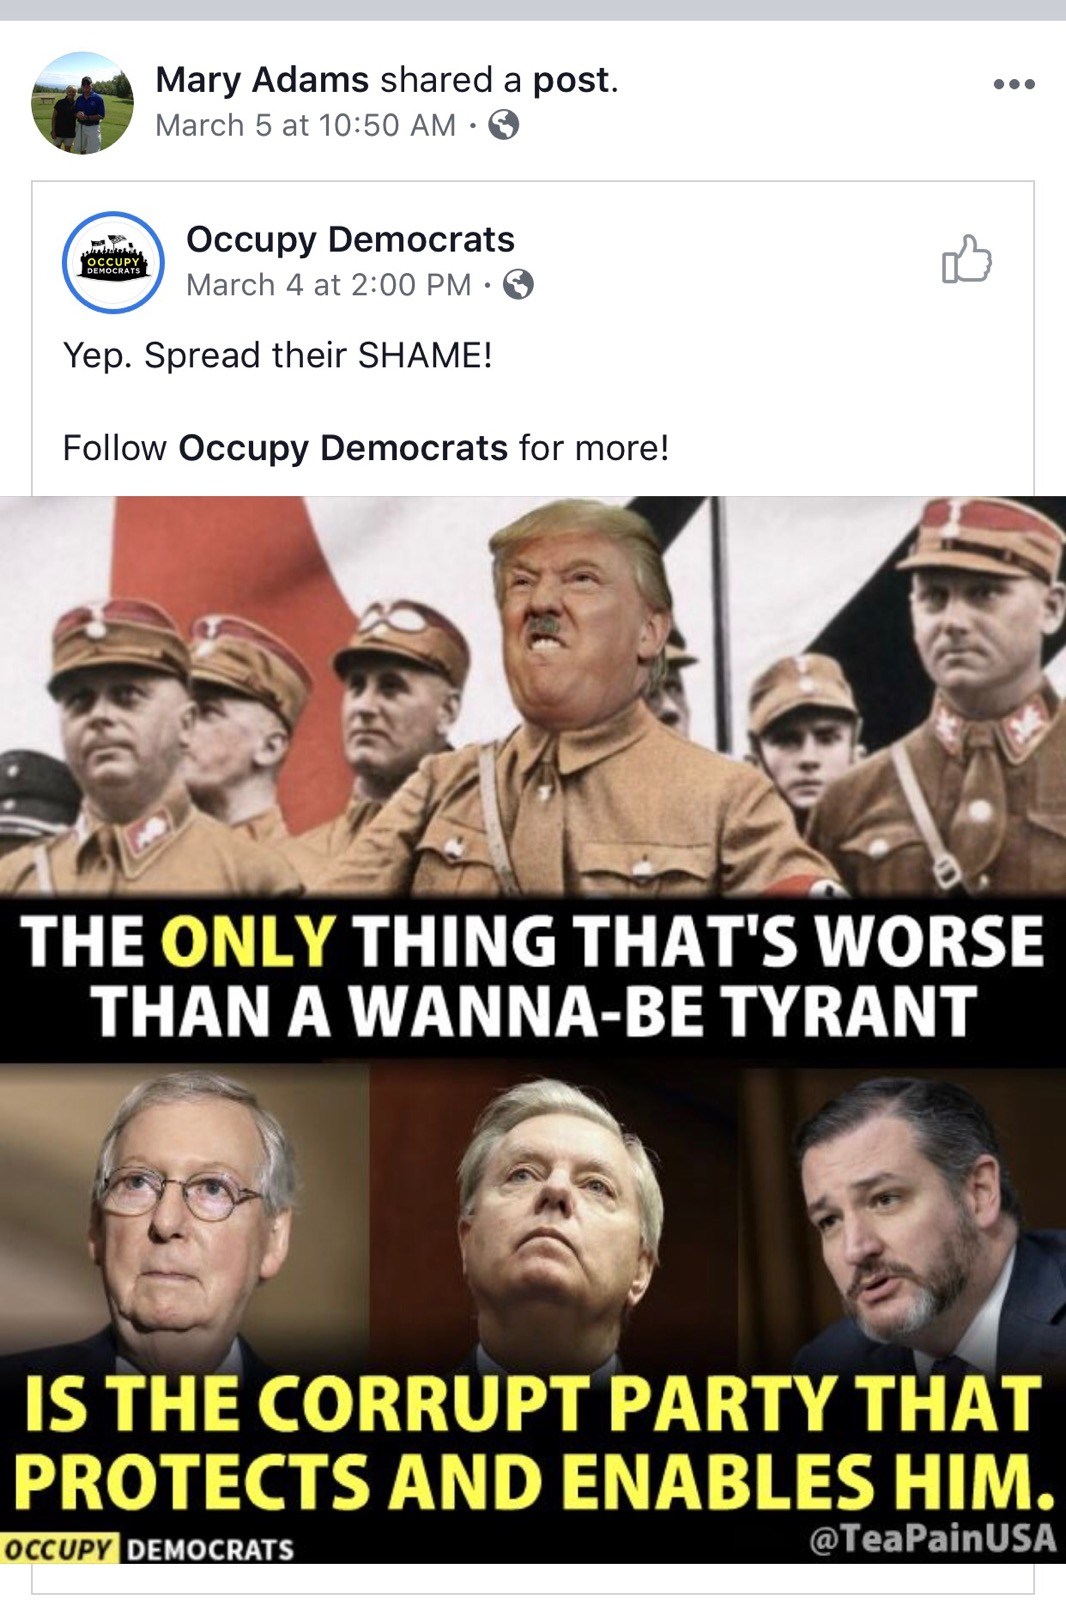 Mary Adams shared a post.
March 5 at 10:50 AM ·
OCCUPY
DEMOCRATS
Occupy Democrats
March 4 at 2:00 PM ·
Yep. Spread their SHAME!
Follow Occupy Democrats for more!
THE ONLY THING THAT'S WORSE
THAN A WANNA-BE TYRANT
IS THE CORRUPT PARTY THAT
PROTECTS AND ENABLES HIM.
OCCUPY DEMOCRATS
@TeaPainUSA